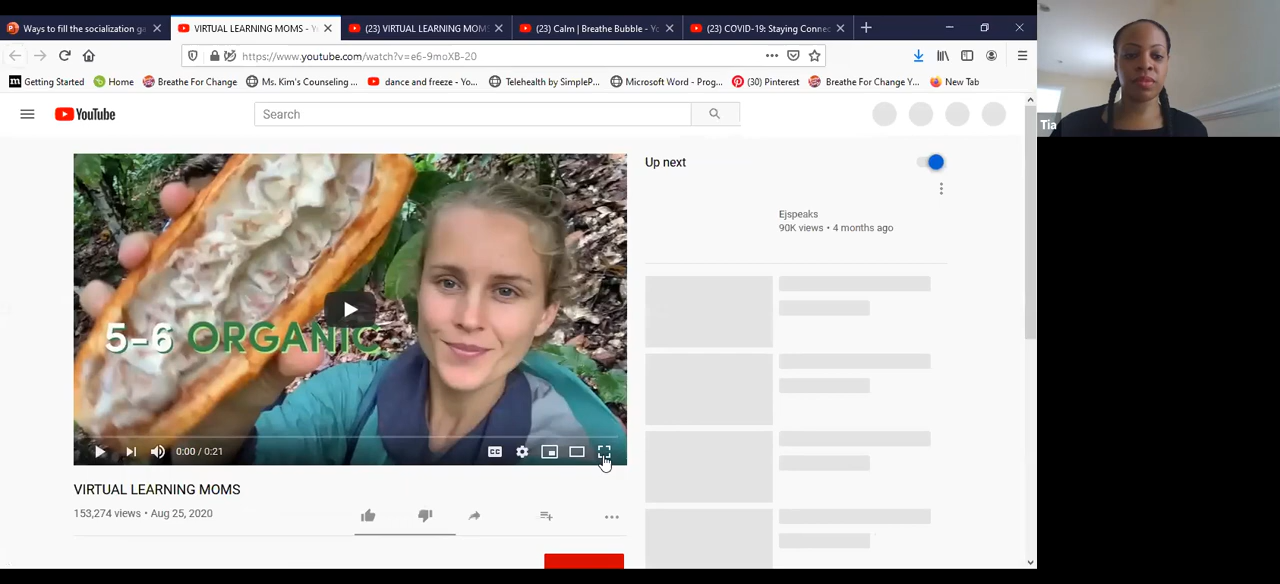 Ways to fill the socialization ga
VIRTUAL LEARNING MOMS - Y
(23) VIRTUAL LEARNING MOMS
(23) Calm | Breathe Bubble - Yo
(23) COVID-19: Staying Connec
https://www.youtube.com/watch?v=e6-9moXB-20
Getting Started
Home
Breathe For Change
Ms. Kim's Counseling ...
dance and freeze - You...
Telehealth by SimpleP...
Microsoft Word - Prog...
(30) Pinterest
Breathe For Change Y...
New Tab
YouTube
Search
Tia
Up next
Ejspeaks
90K views • 4 months ago
5-6 ORGANIC
CC
0:00 / 0:21
VIRTUAL LEARNING MOMS
153,274 views • Aug 25, 2020